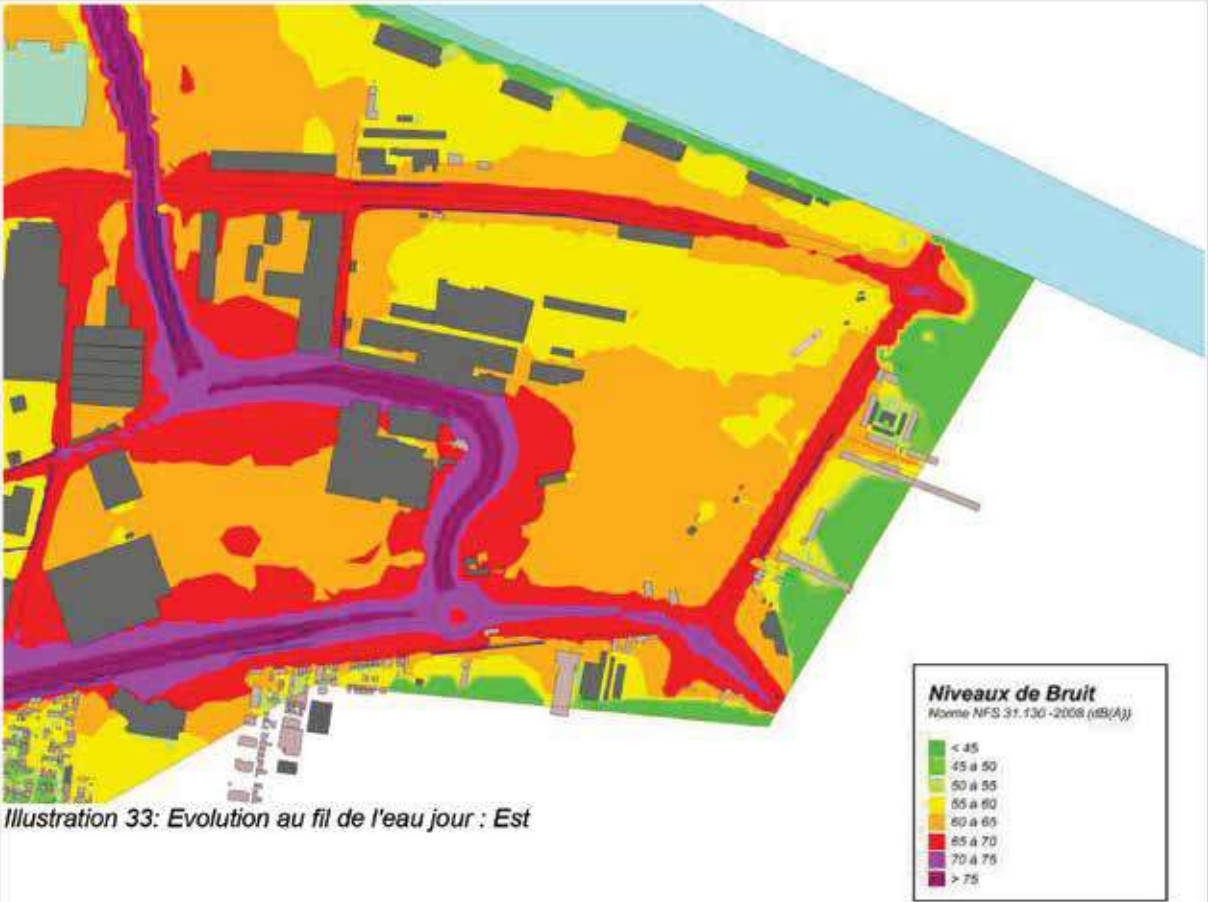 Niveaux de Bruit
Norme NFS 31.130 -2008 (dB(A))
< 45
45 à 50
50 à 55
55 à 60
60 à 65
65 à 70
70 à 75
> 75
Illustration 33: Evolution au fil de l'eau jour : Est